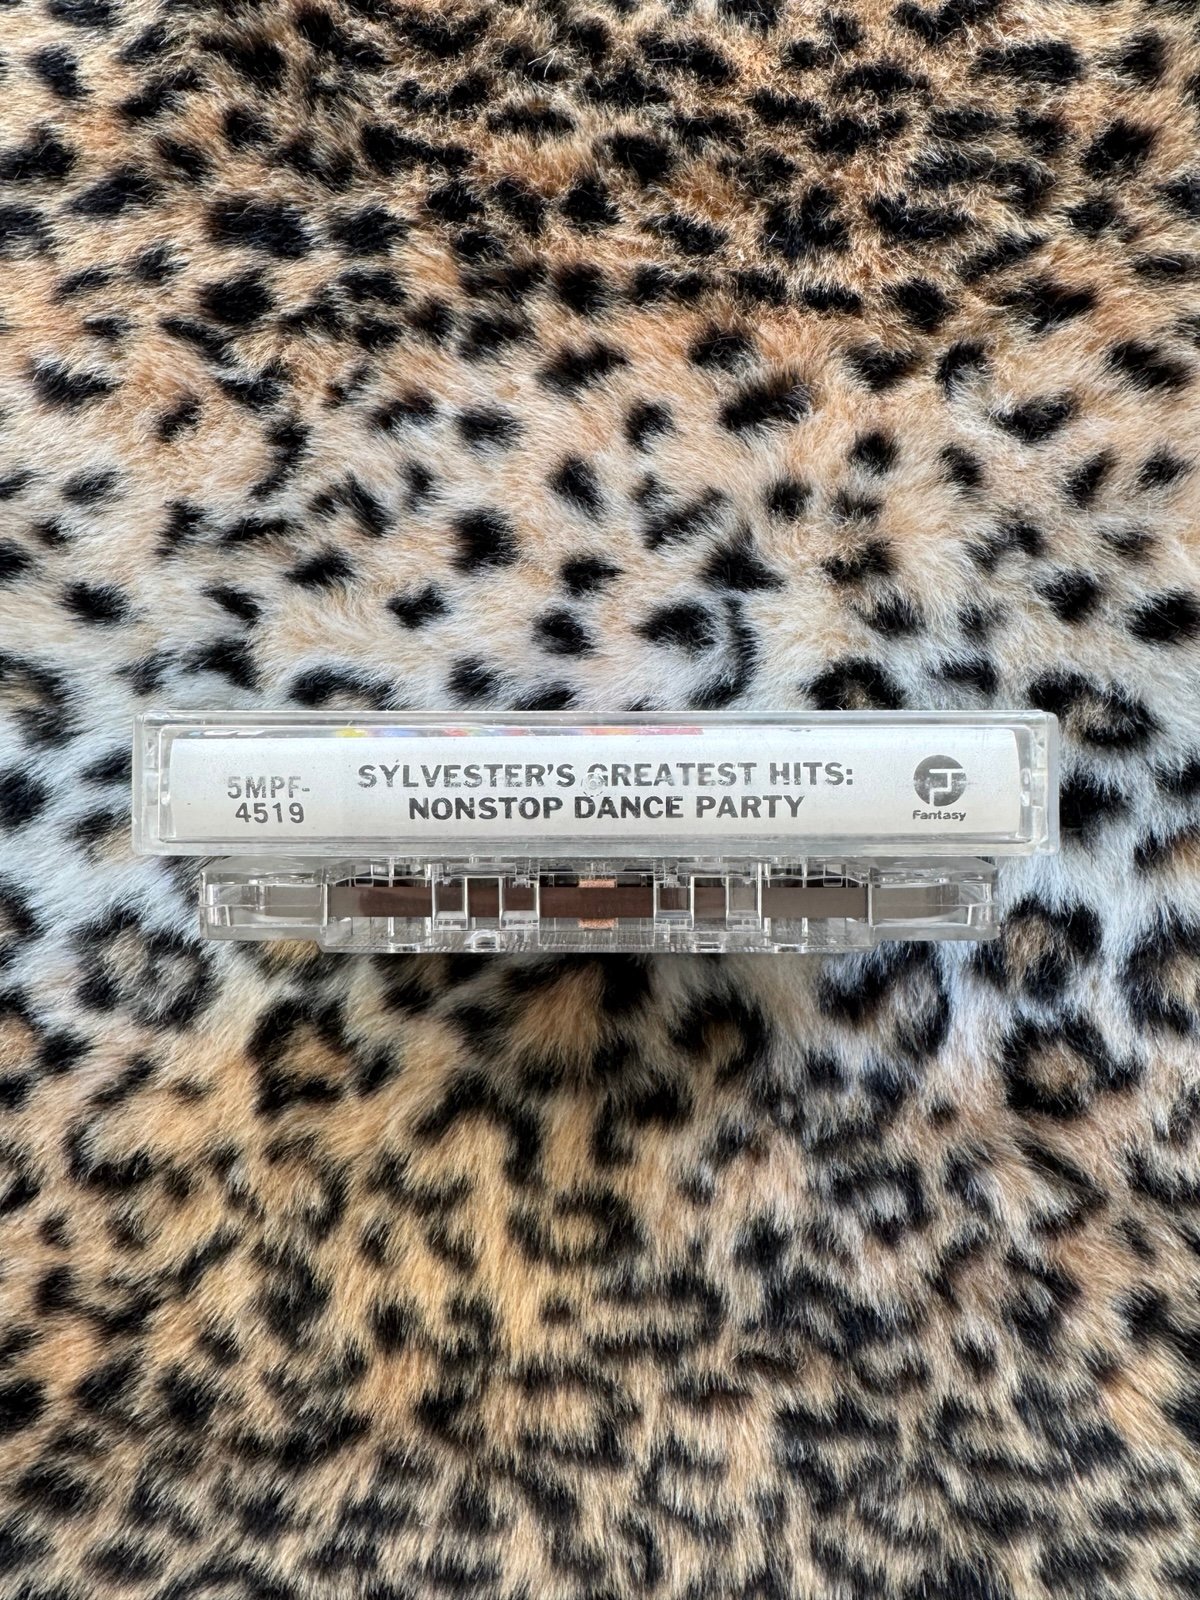 5MPF-
4519
SYLVESTER'S GREATEST HITS:
NONSTOP DANCE PARTY
Fantasy